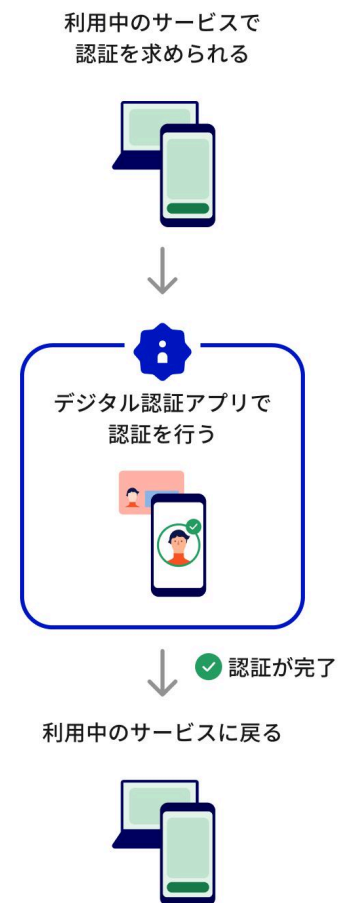 利用中のサービスで
認証を求められる
デジタル認証アプリで
認証を行う
認証が完了
利用中のサービスに戻る